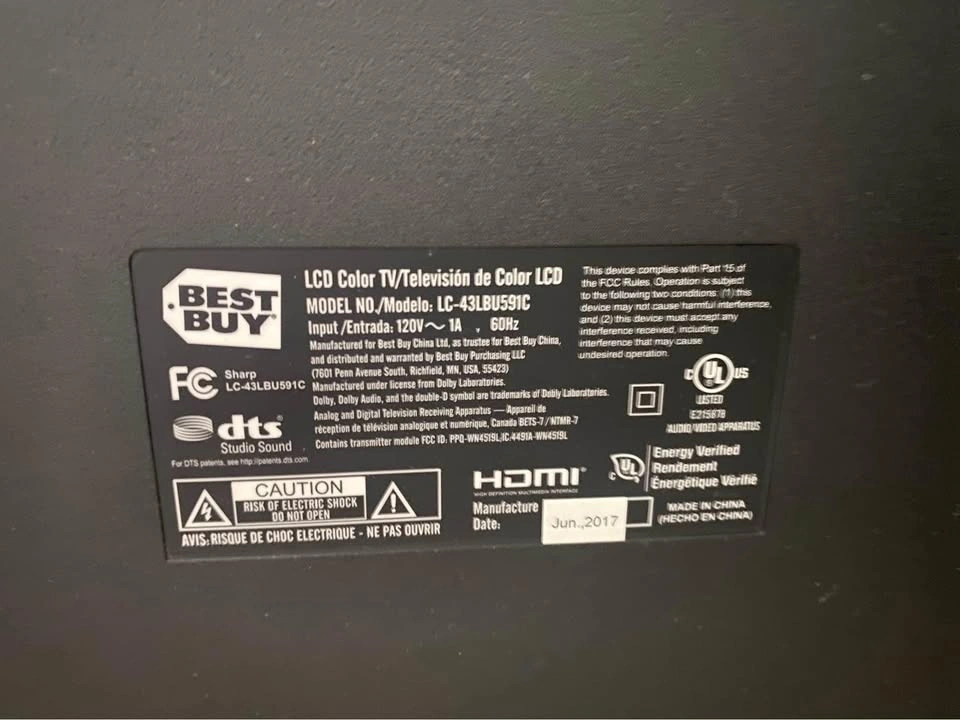 BEST
BUY
LCD Color TV/Televisión de Color LCD
MODEL NO./Modelo: LC-43LBU591C
Input/Entrada: 120V~ 1A , 60Hz
Manufactured for Best Buy China Ltd, as trustee for Best Buy China,
and distributed and warranted by Best Buy Purchasing LLC
(7601 Penn Avenue South, Richfield, MN, USA, 55423)
Manufactured under license from Dolby Laboratories.
Dolby, Dolby Audio, and the double-D symbol are trademarks of Dolby Laboratories.
Analog and Digital Television Receiving Apparatus — Appareil de
réception de télévision analogique et numérique, Canada BETS-7/NTMR-7
Contains transmitter module FCC ID: PPQ-WN4519L,IC:4491A-WN4519L
This device complies with Part 15 of
the FCC Rules. Operation is subject
to the following two conditions: (1) this
device may not cause harmful interference,
and (2) this device must accept any
interference received, including
interference that may cause
undesired operation.
FC
Sharp
LC-43LBU591C
dts
Studio Sound
For DTS patents, see http://patents.dts.com.
C UL US
LISTED
E215878
AUDIO/VIDEO APPARATUS
CAUTION
RISK OF ELECTRIC SHOCK
DO NOT OPEN
AVIS: RISQUE DE CHOC ELECTRIQUE - NE PAS OUVRIR
HDMI
HIGH DEFINITION MULTIMEDIA INTERFACE
C UL
Energy Verified
Rendement
Énergétique Vérifié
Manufacture
Date:
Jun.,2017
MADE IN CHINA
(HECHO EN CHINA)